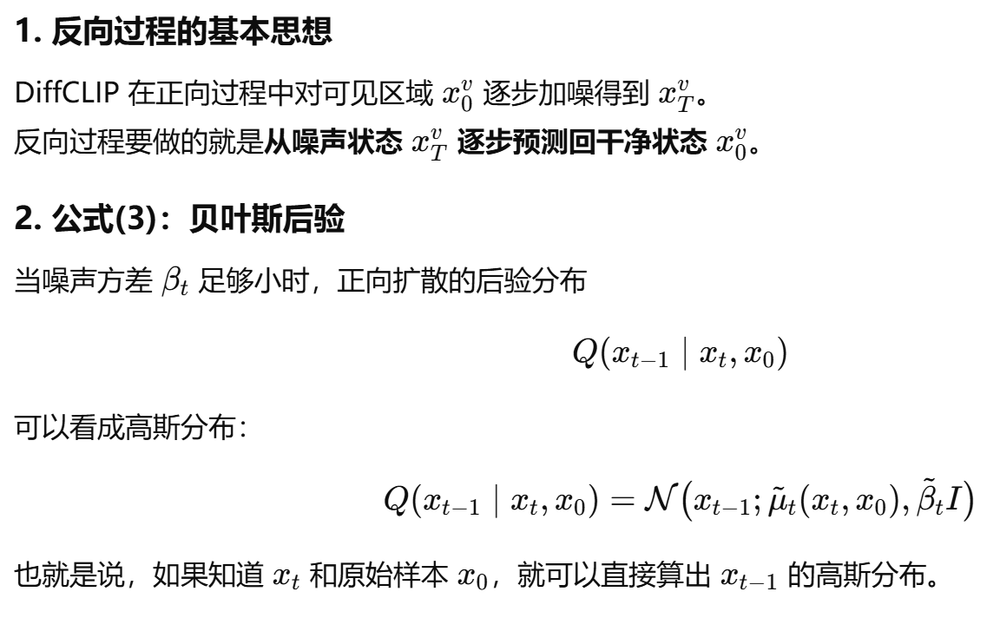 1. 反向过程的基本思想
DiffCLIP 在正向过程中对可见区域 $x_0^v$ 逐步加噪得到 $x_T^v$。
反向过程要做的就是从噪声状态 $x_T^v$ 逐步预测回干净状态 $x_0^v$。
2. 公式(3)：贝叶斯后验
当噪声方差 $\beta_t$ 足够小时，正向扩散的后验分布
$Q(x_{t-1} \mid x_t, x_0)$
可以看成高斯分布：
$Q(x_{t-1} \mid x_t, x_0) = \mathcal{N}\big(x_{t-1}; \tilde{\mu}_t(x_t, x_0), \tilde{\beta}_t I\big)$
也就是说，如果知道 $x_t$ 和原始样本 $x_0$，就可以直接算出 $x_{t-1}$ 的高斯分布。